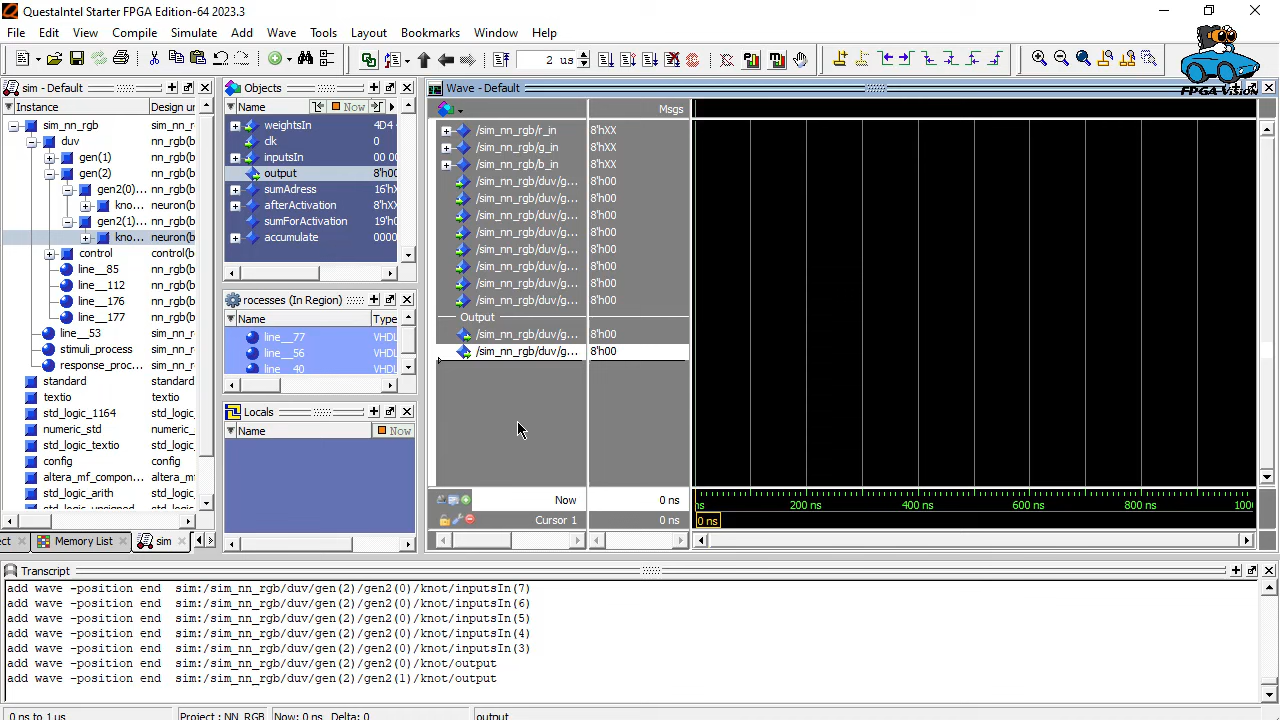 QuestaIntel Starter FPGA Edition-64 2023.3
File Edit View Compile Simulate Add Wave Tools Layout Bookmarks Window Help
2 us
FPGA Vision
sim - Default
Instance Design un
sim_nn_rgb sim_nn_r
duv nn_rgb(b
gen(1) nn_rgb(b
gen(2) nn_rgb(b
gen2(0)... nn_rgb(b
kno... neuron(b
gen2(1)... nn_rgb(b
kno... neuron(b
control control(b
line__85 nn_rgb(b
line__112 nn_rgb(b
line__176 nn_rgb(b
line__177 nn_rgb(b
line__53 sim_nn_r
stimuli_process sim_nn_r
response_proc... sim_nn_r
standard standard
textio textio
std_logic_1164 std_logic
numeric_std numeric_
std_logic_textio std_logic
config config
altera_mf_compon... altera_mf
std_logic_arith std_logic
ect Memory List sim
Objects
Name Now
weightsIn 4D4
clk 0
inputsIn 00 00
output 8'h00
sumAdress 16'hX
afterActivation 8'hXX
sumForActivation 19'h0
accumulate 0000
rocesses (In Region)
Name Type
line__77 VHDL
line__56 VHDL
line__40 VHDL
Locals
Name Now
Wave - Default
Msgs
/sim_nn_rgb/r_in 8'hXX
/sim_nn_rgb/g_in 8'hXX
/sim_nn_rgb/b_in 8'hXX
/sim_nn_rgb/duv/g... 8'h00
/sim_nn_rgb/duv/g... 8'h00
/sim_nn_rgb/duv/g... 8'h00
/sim_nn_rgb/duv/g... 8'h00
/sim_nn_rgb/duv/g... 8'h00
/sim_nn_rgb/duv/g... 8'h00
/sim_nn_rgb/duv/g... 8'h00
/sim_nn_rgb/duv/g... 8'h00
Output
/sim_nn_rgb/duv/g... 8'h00
/sim_nn_rgb/duv/g... 8'h00
Now 0 ns
Cursor 1 0 ns
ns 200 ns 400 ns 600 ns 800 ns 1000
0 ns
Transcript
add wave -position end  sim:/sim_nn_rgb/duv/gen(2)/gen2(0)/knot/inputsIn(7)
add wave -position end  sim:/sim_nn_rgb/duv/gen(2)/gen2(0)/knot/inputsIn(6)
add wave -position end  sim:/sim_nn_rgb/duv/gen(2)/gen2(0)/knot/inputsIn(5)
add wave -position end  sim:/sim_nn_rgb/duv/gen(2)/gen2(0)/knot/inputsIn(4)
add wave -position end  sim:/sim_nn_rgb/duv/gen(2)/gen2(0)/knot/inputsIn(3)
add wave -position end  sim:/sim_nn_rgb/duv/gen(2)/gen2(0)/knot/output
add wave -position end  sim:/sim_nn_rgb/duv/gen(2)/gen2(1)/knot/output
0 ns to 1 us Project : NN_RGB Now: 0 ns Delta: 0 output